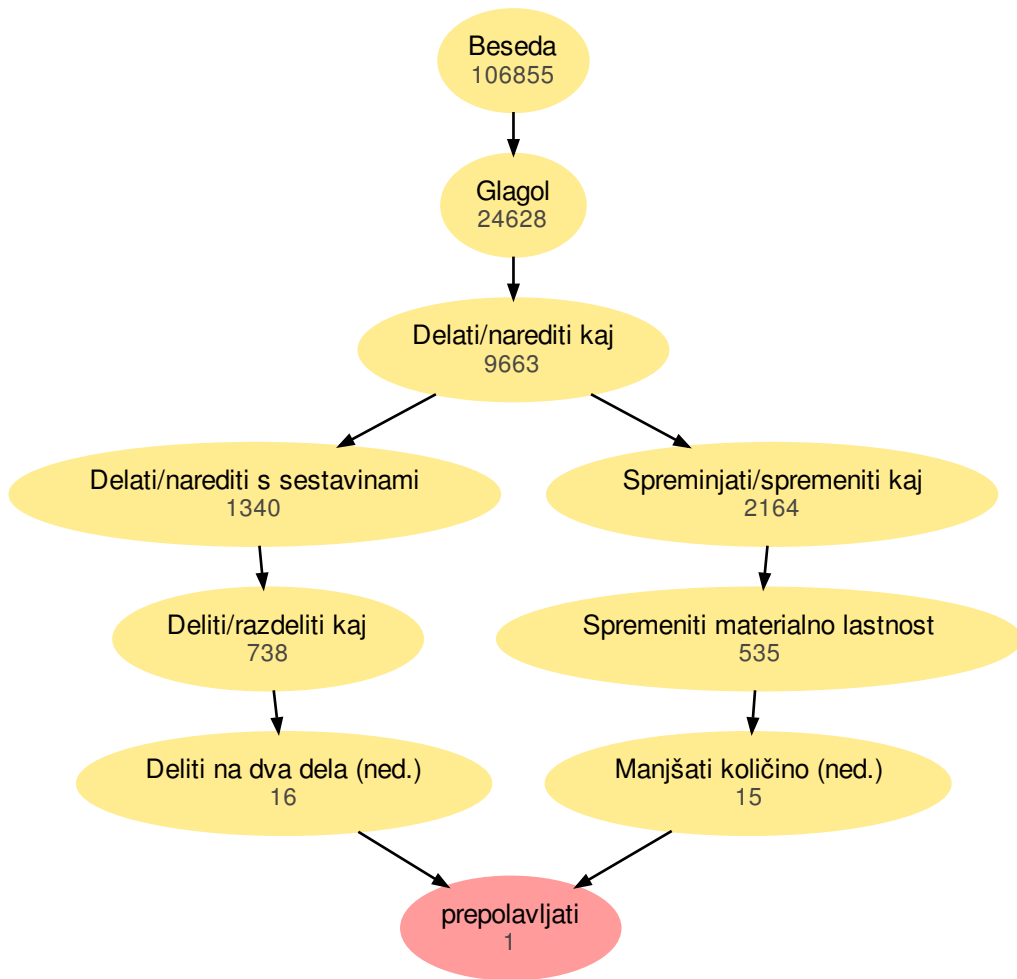 Beseda
106855
Glagol
24628
Delati/narediti kaj
9663
Delati/narediti s sestavinami
1340
Spreminjati/spremeniti kaj
2164
Deliti/razdeliti kaj
738
Spremeniti materialno lastnost
535
Deliti na dva dela (ned.)
16
Manjšati količino (ned.)
15
prepolavljati
1